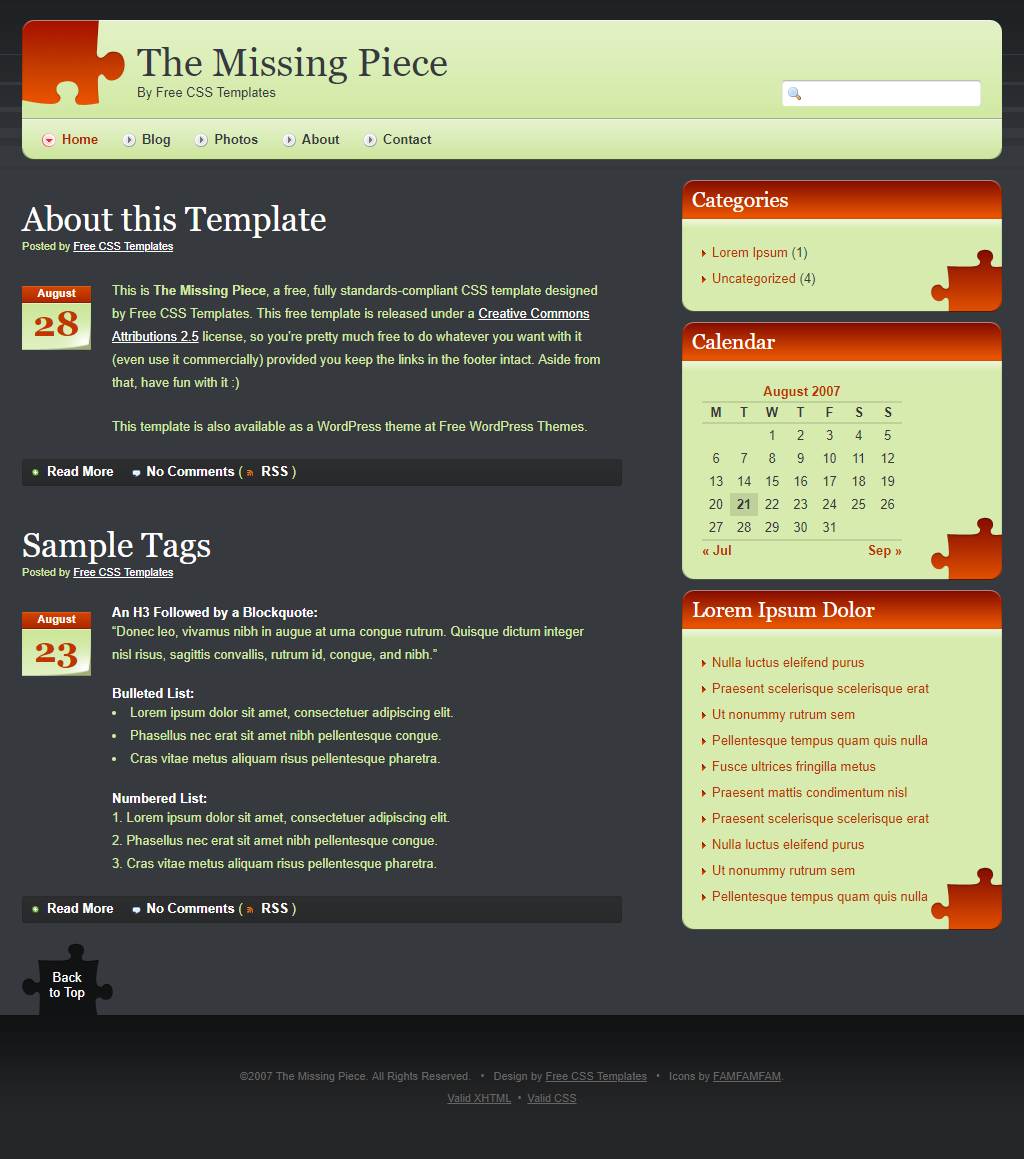 The Missing Piece
By Free CSS Templates
Home Blog Photos About Contact
About this Template
Posted by Free CSS Templates
August
28
This is The Missing Piece, a free, fully standards-compliant CSS template designed
by Free CSS Templates. This free template is released under a Creative Commons
Attributions 2.5 license, so you're pretty much free to do whatever you want with it
(even use it commercially) provided you keep the links in the footer intact. Aside from
that, have fun with it :)
This template is also available as a WordPress theme at Free WordPress Themes.
Read More No Comments ( RSS )
Sample Tags
Posted by Free CSS Templates
August
23
An H3 Followed by a Blockquote:
“Donec leo, vivamus nibh in augue at urna congue rutrum. Quisque dictum integer
nisl risus, sagittis convallis, rutrum id, congue, and nibh.”
Bulleted List:
• Lorem ipsum dolor sit amet, consectetuer adipiscing elit.
• Phasellus nec erat sit amet nibh pellentesque congue.
• Cras vitae metus aliquam risus pellentesque pharetra.
Numbered List:
1. Lorem ipsum dolor sit amet, consectetuer adipiscing elit.
2. Phasellus nec erat sit amet nibh pellentesque congue.
3. Cras vitae metus aliquam risus pellentesque pharetra.
Read More No Comments ( RSS )
Back
to Top
Categories
Lorem Ipsum (1)
Uncategorized (4)
Calendar
August 2007
M T W T F S S
1 2 3 4 5
6 7 8 9 10 11 12
13 14 15 16 17 18 19
20 21 22 23 24 25 26
27 28 29 30 31
« Jul Sep »
Lorem Ipsum Dolor
Nulla luctus eleifend purus
Praesent scelerisque scelerisque erat
Ut nonummy rutrum sem
Pellentesque tempus quam quis nulla
Fusce ultrices fringilla metus
Praesent mattis condimentum nisl
Praesent scelerisque scelerisque erat
Nulla luctus eleifend purus
Ut nonummy rutrum sem
Pellentesque tempus quam quis nulla
©2007 The Missing Piece. All Rights Reserved. • Design by Free CSS Templates • Icons by FAMFAMFAM.
Valid XHTML • Valid CSS